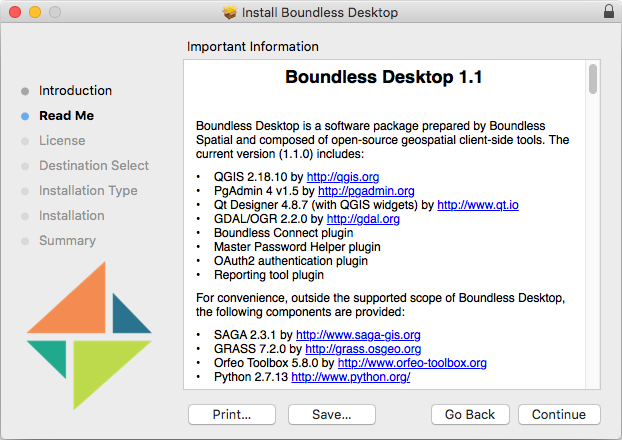 Install Boundless Desktop
Important Information
Introduction
Read Me
License
Destination Select
Installation Type
Installation
Summary
Boundless Desktop 1.1
Boundless Desktop is a software package prepared by Boundless
Spatial and composed of open-source geospatial client-side tools. The
current version (1.1.0) includes:
• QGIS 2.18.10 by http://qgis.org
• PgAdmin 4 v1.5 by http://pgadmin.org
• Qt Designer 4.8.7 (with QGIS widgets) by http://www.qt.io
• GDAL/OGR 2.2.0 by http://gdal.org
• Boundless Connect plugin
• Master Password Helper plugin
• OAuth2 authentication plugin
• Reporting tool plugin
For convenience, outside the supported scope of Boundless Desktop,
the following components are provided:
• SAGA 2.3.1 by http://www.saga-gis.org
• GRASS 7.2.0 by http://grass.osgeo.org
• Orfeo Toolbox 5.8.0 by http://www.orfeo-toolbox.org
• Python 2.7.13 http://www.python.org/
Print...
Save...
Go Back
Continue